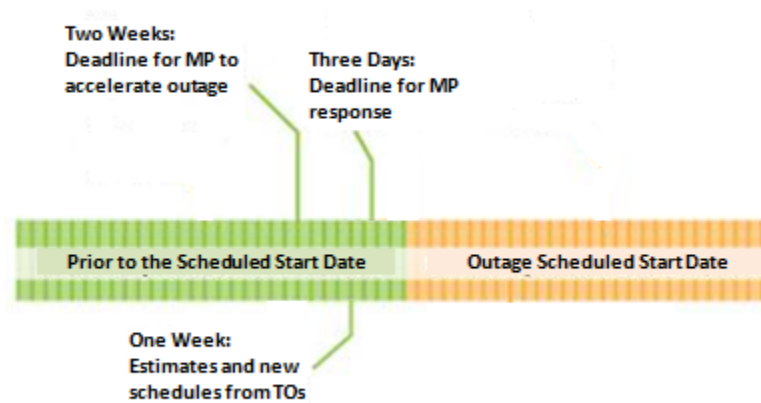 Two Weeks:
Deadline for MP to
accelerate outage
Three Days:
Deadline for MP
response
Prior to the Scheduled Start Date
Outage Scheduled Start Date
One Week:
Estimates and new
schedules from TOs